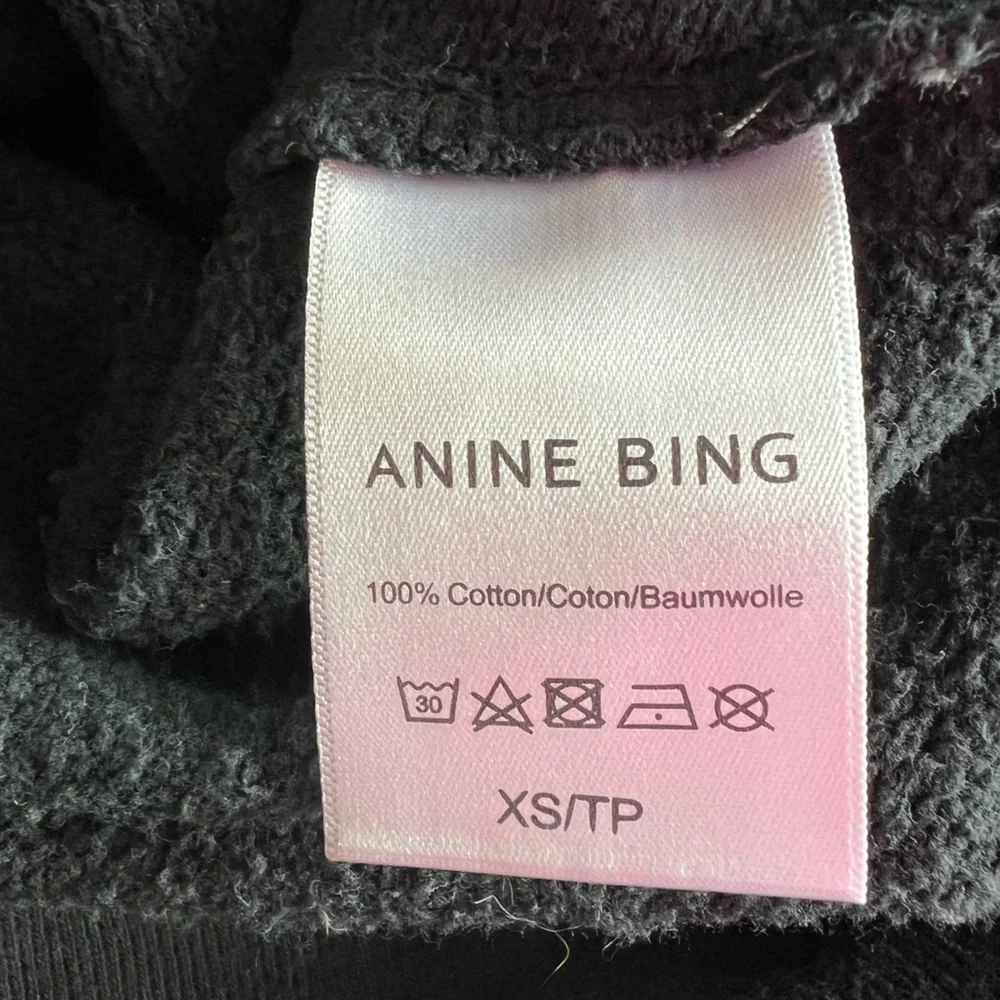 ANINE BING
100% Cotton/Coton/Baumwolle
30
XS/TP